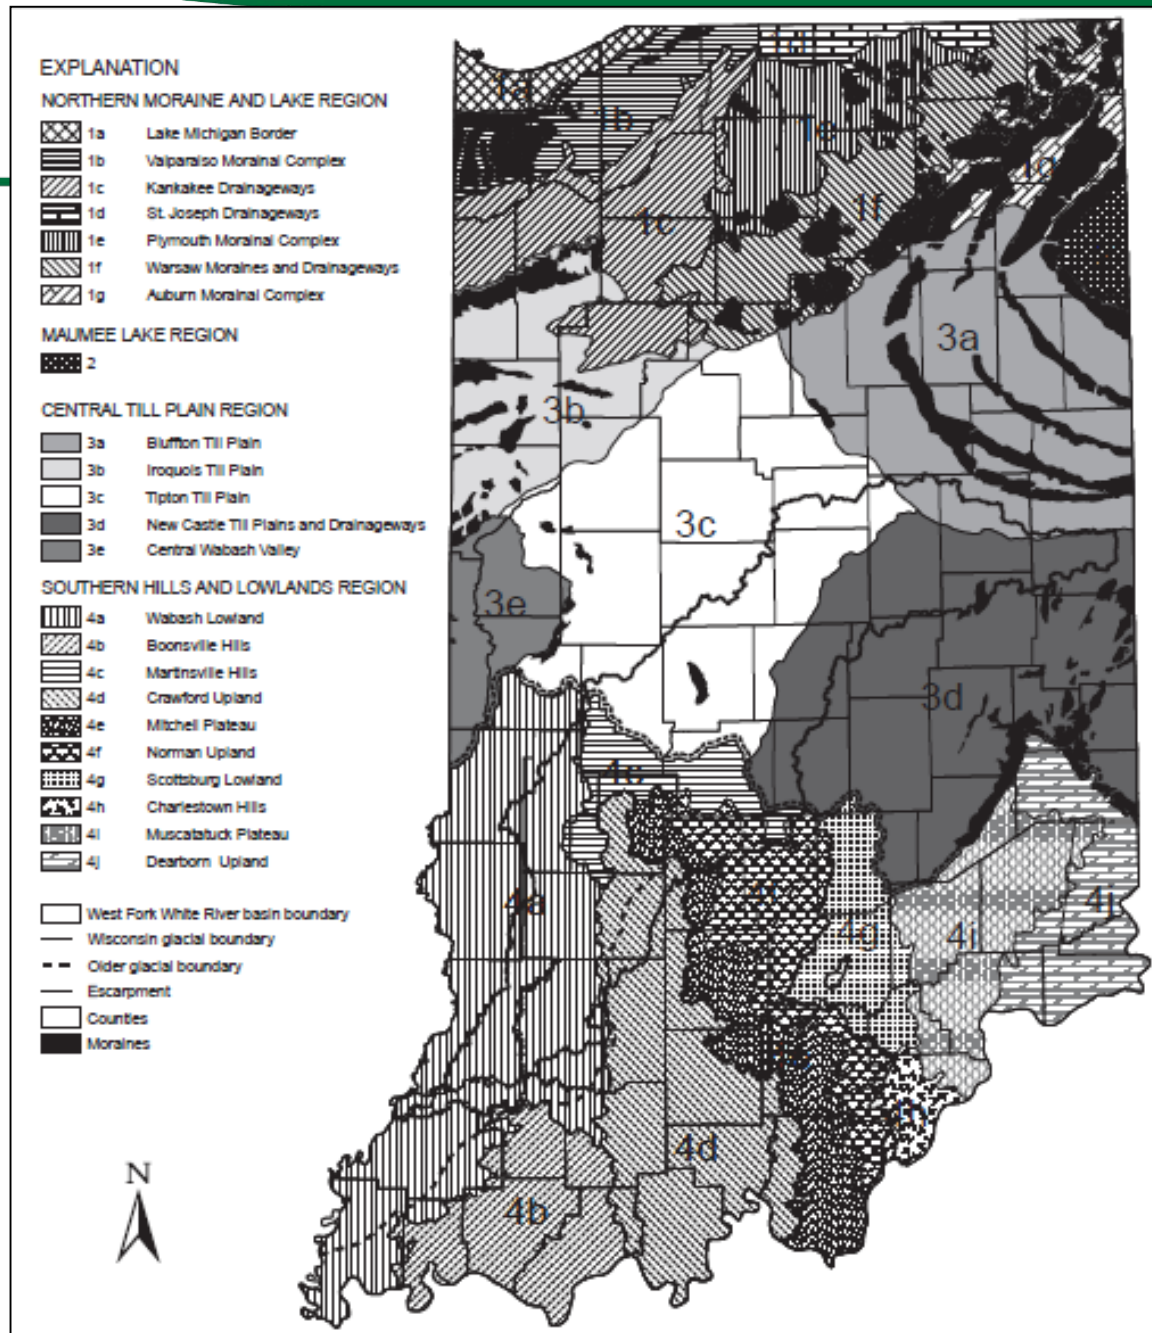 EXPLANATION
NORTHERN MORAINE AND LAKE REGION
1a Lake Michigan Border
1b Valparaiso Morainal Complex
1c Kankakee Drainageways
1d St. Joseph Drainageways
1e Plymouth Morainal Complex
1f Warsaw Moraines and Drainageways
1g Auburn Morainal Complex
MAUMEE LAKE REGION
2
CENTRAL TILL PLAIN REGION
3a Bluffton Till Plain
3b Iroquois Till Plain
3c Tipton Till Plain
3d New Castle Till Plains and Drainageways
3e Central Wabash Valley
SOUTHERN HILLS AND LOWLANDS REGION
4a Wabash Lowland
4b Boonsville Hills
4c Martinsville Hills
4d Crawford Upland
4e Mitchell Plateau
4f Norman Upland
4g Scottsburg Lowland
4h Charlestown Hills
4i Muscatatuck Plateau
4j Dearborn Upland
West Fork White River basin boundary
Wisconsin glacial boundary
Older glacial boundary
Escarpment
Counties
Moraines
N
1a
1d
1b
1e
1g
1c
1f
3a
3b
3c
3e
3d
4c
4a
4f
4g
4i
4j
4e
4h
4d
4b